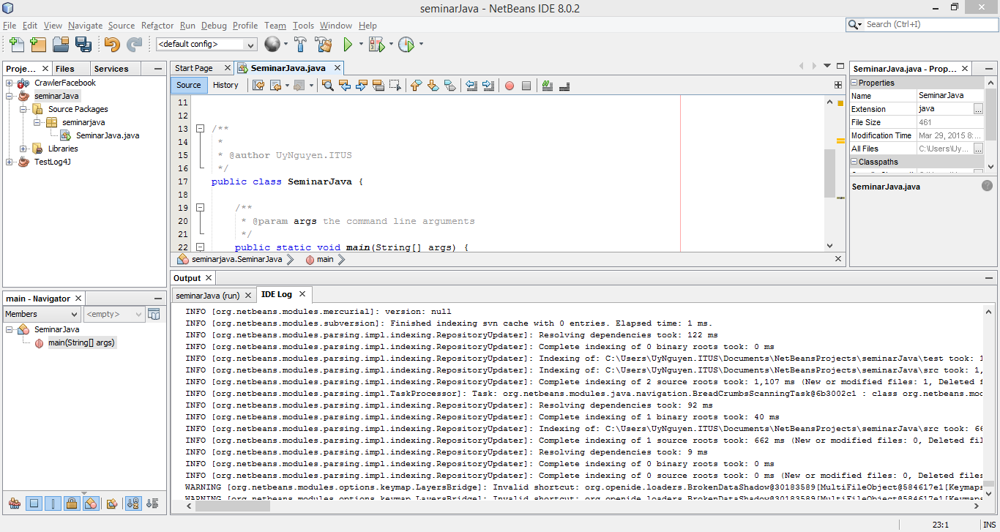 seminarJava - NetBeans IDE 8.0.2
File Edit View Navigate Source Refactor Run Debug Profile Team Tools Window Help
Search (Ctrl+I)
<default config>
Proje... Files Services
CrawlerFacebook
seminarJava
Source Packages
seminarjava
SeminarJava.java
Libraries
TestLog4J
Start Page SeminarJava.java
Source History
11
12
13 /**
14 *
15 * @author UyNguyen.ITUS
16 */
17 public class SeminarJava {
18
19 /**
20 * @param args the command line arguments
21 */
22 public static void main(String[] args) {
seminarjava.SeminarJava main
SeminarJava.java - Prop...
Properties
Name SeminarJava
Extension java ...
File Size 461
Modification Time Mar 29, 2015 8:...
All Files C:\Users\Uy... ...
Classpaths
SeminarJava.java
main - Navigator
Members <empty>
SeminarJava
main(String[] args)
Output
seminarJava (run) IDE Log
INFO [org.netbeans.modules.mercurial]: version: null
INFO [org.netbeans.modules.subversion]: Finished indexing svn cache with 0 entries. Elapsed time: 1 ms.
INFO [org.netbeans.modules.parsing.impl.indexing.RepositoryUpdater]: Resolving dependencies took: 122 ms
INFO [org.netbeans.modules.parsing.impl.indexing.RepositoryUpdater]: Complete indexing of 0 binary roots took: 0 ms
INFO [org.netbeans.modules.parsing.impl.indexing.RepositoryUpdater]: Indexing of: C:\Users\UyNguyen.ITUS\Documents\NetBeansProjects\seminarJava\test took: 1
INFO [org.netbeans.modules.parsing.impl.indexing.RepositoryUpdater]: Indexing of: C:\Users\UyNguyen.ITUS\Documents\NetBeansProjects\seminarJava\src took: 1,
INFO [org.netbeans.modules.parsing.impl.indexing.RepositoryUpdater]: Complete indexing of 2 source roots took: 1,107 ms (New or modified files: 1, Deleted f
INFO [org.netbeans.modules.parsing.impl.TaskProcessor]: Task: org.netbeans.modules.java.navigation.BreadCrumbsScanningTask@6b3002c1 : class org.netbeans.mod
INFO [org.netbeans.modules.parsing.impl.indexing.RepositoryUpdater]: Resolving dependencies took: 92 ms
INFO [org.netbeans.modules.parsing.impl.indexing.RepositoryUpdater]: Complete indexing of 1 binary roots took: 40 ms
INFO [org.netbeans.modules.parsing.impl.indexing.RepositoryUpdater]: Indexing of: C:\Users\UyNguyen.ITUS\Documents\NetBeansProjects\seminarJava\src took: 66
INFO [org.netbeans.modules.parsing.impl.indexing.RepositoryUpdater]: Complete indexing of 1 source roots took: 662 ms (New or modified files: 0, Deleted fil
INFO [org.netbeans.modules.parsing.impl.indexing.RepositoryUpdater]: Resolving dependencies took: 9 ms
INFO [org.netbeans.modules.parsing.impl.indexing.RepositoryUpdater]: Complete indexing of 0 binary roots took: 0 ms
INFO [org.netbeans.modules.parsing.impl.indexing.RepositoryUpdater]: Complete indexing of 0 source roots took: 0 ms (New or modified files: 0, Deleted files
WARNING [org.netbeans.modules.options.keymap.LayersBridge]: Invalid shortcut: org.openide.loaders.BrokenDataShadow@30183589[MultiFileObject@584617e1[Keymaps
WARNING [org.netbeans.modules.options.keymap.LayersBridge]: Invalid shortcut: org.openide.loaders.BrokenDataShadow@30183589[MultiFileObject@584617e1[Keymaps
23:1 INS